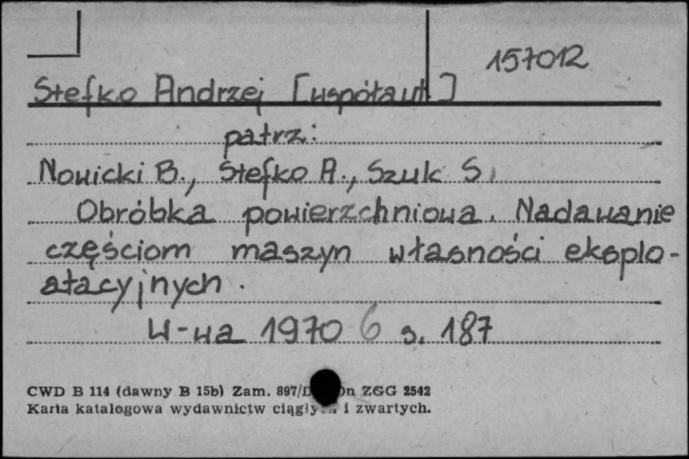 157012
Stefko Andrzej [współaut.]
patrz:
Nowicki B., Stefko A., Szuk S.
Obróbka powierzchniowa. Nadawanie
częściom maszyn własności eksplo-
atacyjnych.
W-wa 1970 6 s. 187
CWD B 114 (dawny B 15b) Zam. 897/ ZGG 2542
Karta katalogowa wydawnictw ciągłych i zwartych.